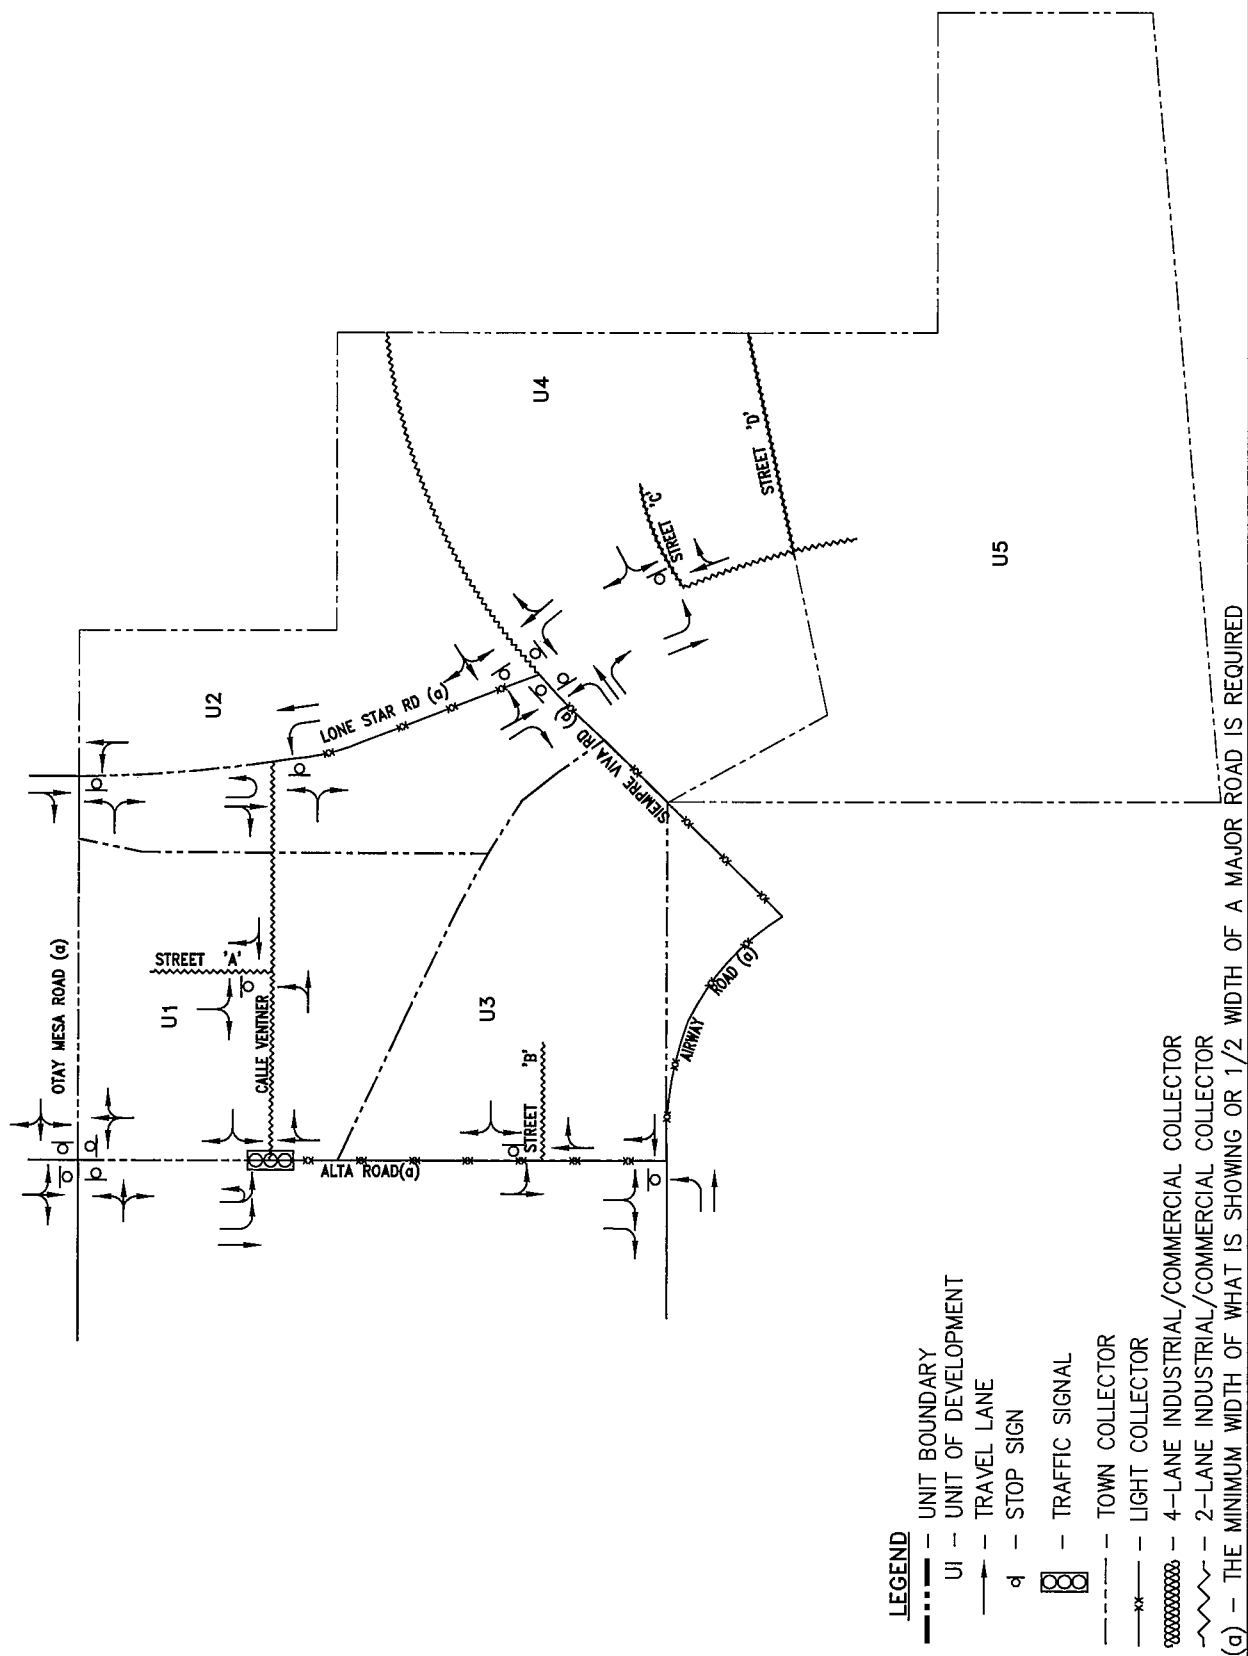 OTAY MESA ROAD (a)
U1
STREET 'A'
CALLE VENTNER
U2
LONE STAR RD (a)
ALTA ROAD(a)
U3
STREET 'B'
SIEMPRE VIVA RD (a)
AIRWAY ROAD (a)
U4
STREET 'C'
STREET 'D'
U5
LEGEND
– UNIT BOUNDARY
UI – UNIT OF DEVELOPMENT
– TRAVEL LANE
– STOP SIGN
– TRAFFIC SIGNAL
– TOWN COLLECTOR
– LIGHT COLLECTOR
– 4–LANE INDUSTRIAL/COMMERCIAL COLLECTOR
– 2–LANE INDUSTRIAL/COMMERCIAL COLLECTOR
(a) – THE MINIMUM WIDTH OF WHAT IS SHOWING OR 1/2 WIDTH OF A MAJOR ROAD IS REQUIRED